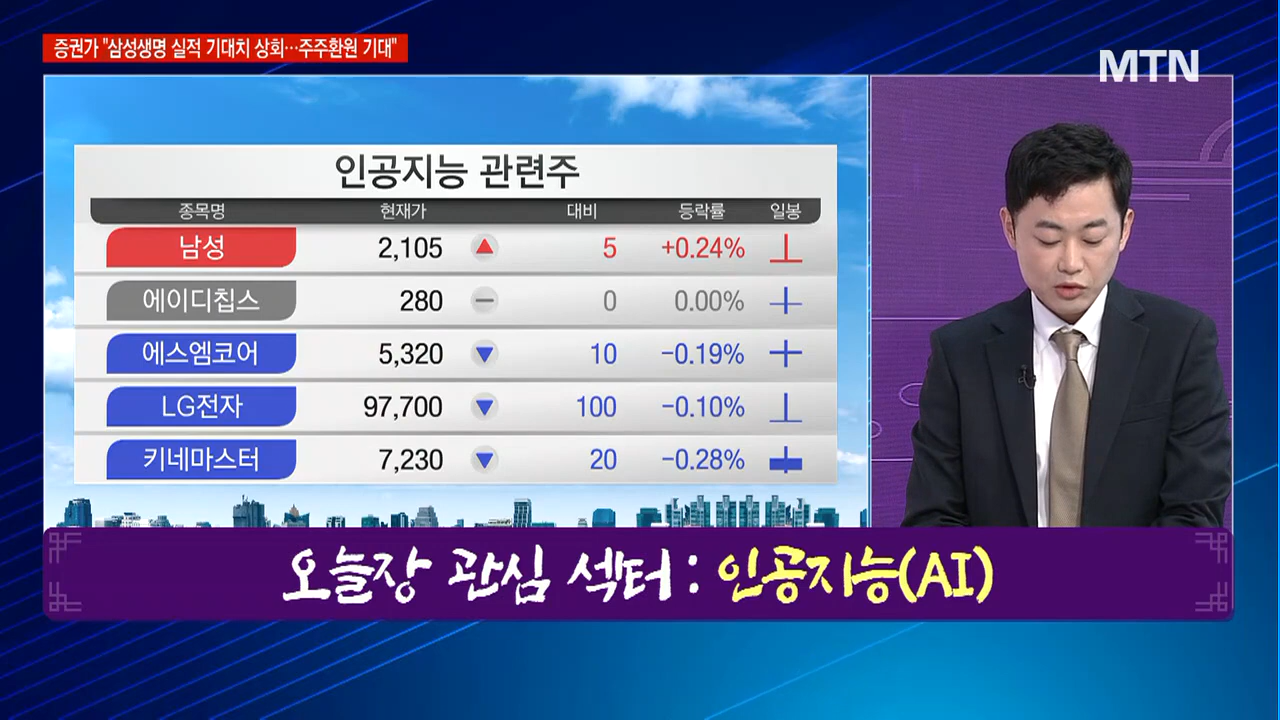 증권가 "삼성생명 실적 기대치 상회…주주환원 기대"
MTN
인공지능 관련주
종목명 현재가 대비 등락률 일봉
남성 2,105 ▲ 5 +0.24%
에이디칩스 280 − 0 0.00%
에스엠코어 5,320 ▼ 10 −0.19%
LG전자 97,700 ▼ 100 −0.10%
키네마스터 7,230 ▼ 20 −0.28%
오늘장 관심 섹터 : 인공지능(AI)